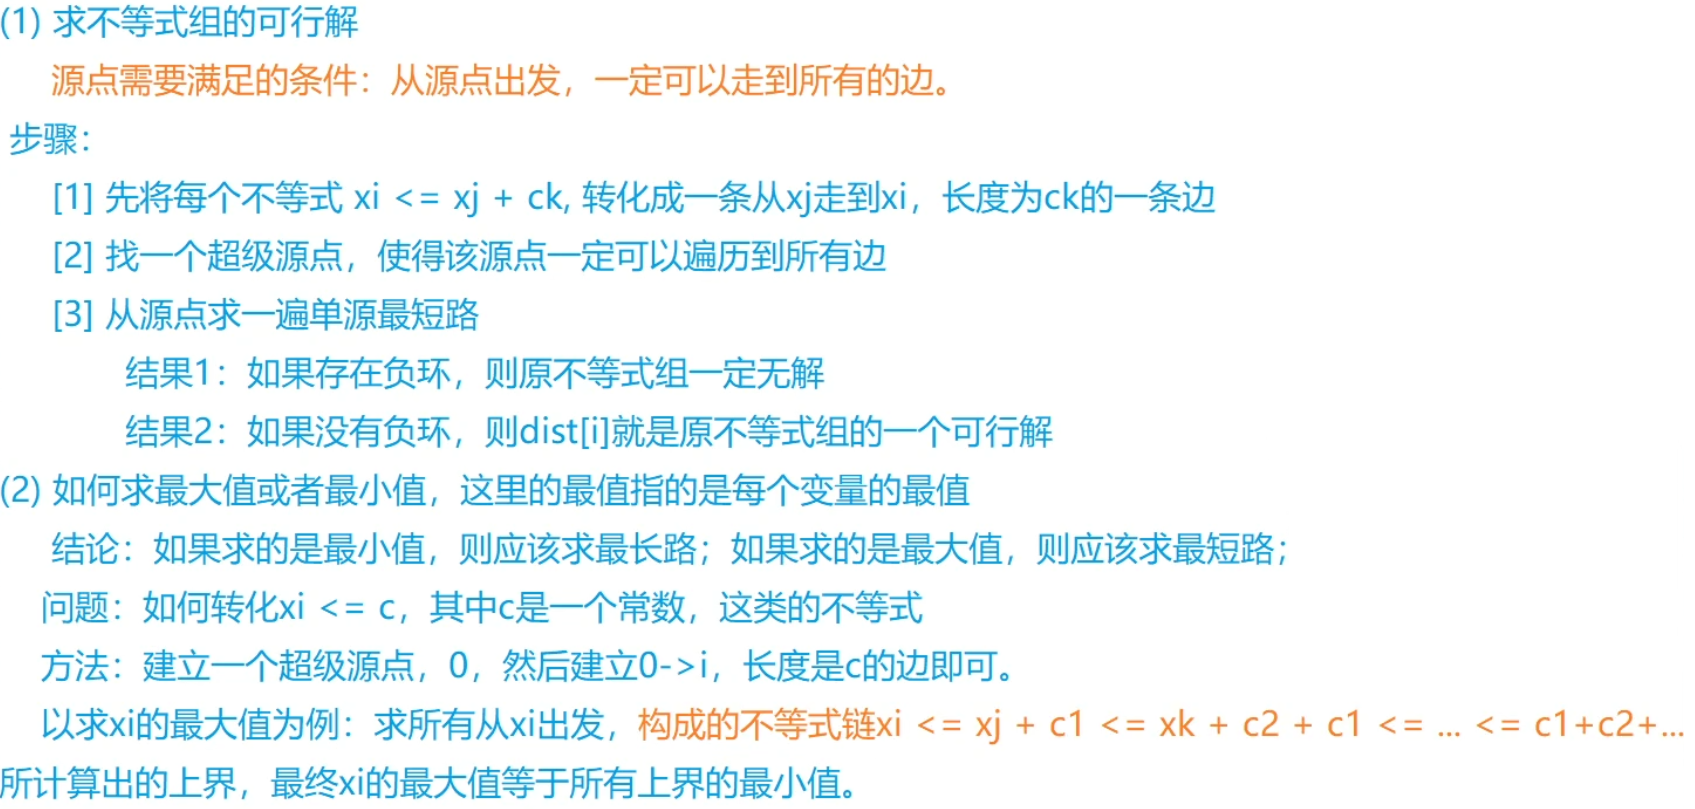 (1) 求不等式组的可行解
源点需要满足的条件：从源点出发，一定可以走到所有的边。
步骤：
[1] 先将每个不等式 xi <= xj + ck, 转化成一条从xj走到xi，长度为ck的一条边
[2] 找一个超级源点，使得该源点一定可以遍历到所有边
[3] 从源点求一遍单源最短路
结果1：如果存在负环，则原不等式组一定无解
结果2：如果没有负环，则dist[i]就是原不等式组的一个可行解
(2) 如何求最大值或者最小值，这里的最值指的是每个变量的最值
结论：如果求的是最小值，则应该求最长路；如果求的是最大值，则应该求最短路；
问题：如何转化xi <= c，其中c是一个常数，这类的不等式
方法：建立一个超级源点，0，然后建立0->i，长度是c的边即可。
以求xi的最大值为例：求所有从xi出发，构成的不等式链xi <= xj + c1 <= xk + c2 + c1 <= ... <= c1+c2+...
所计算出的上界，最终xi的最大值等于所有上界的最小值。